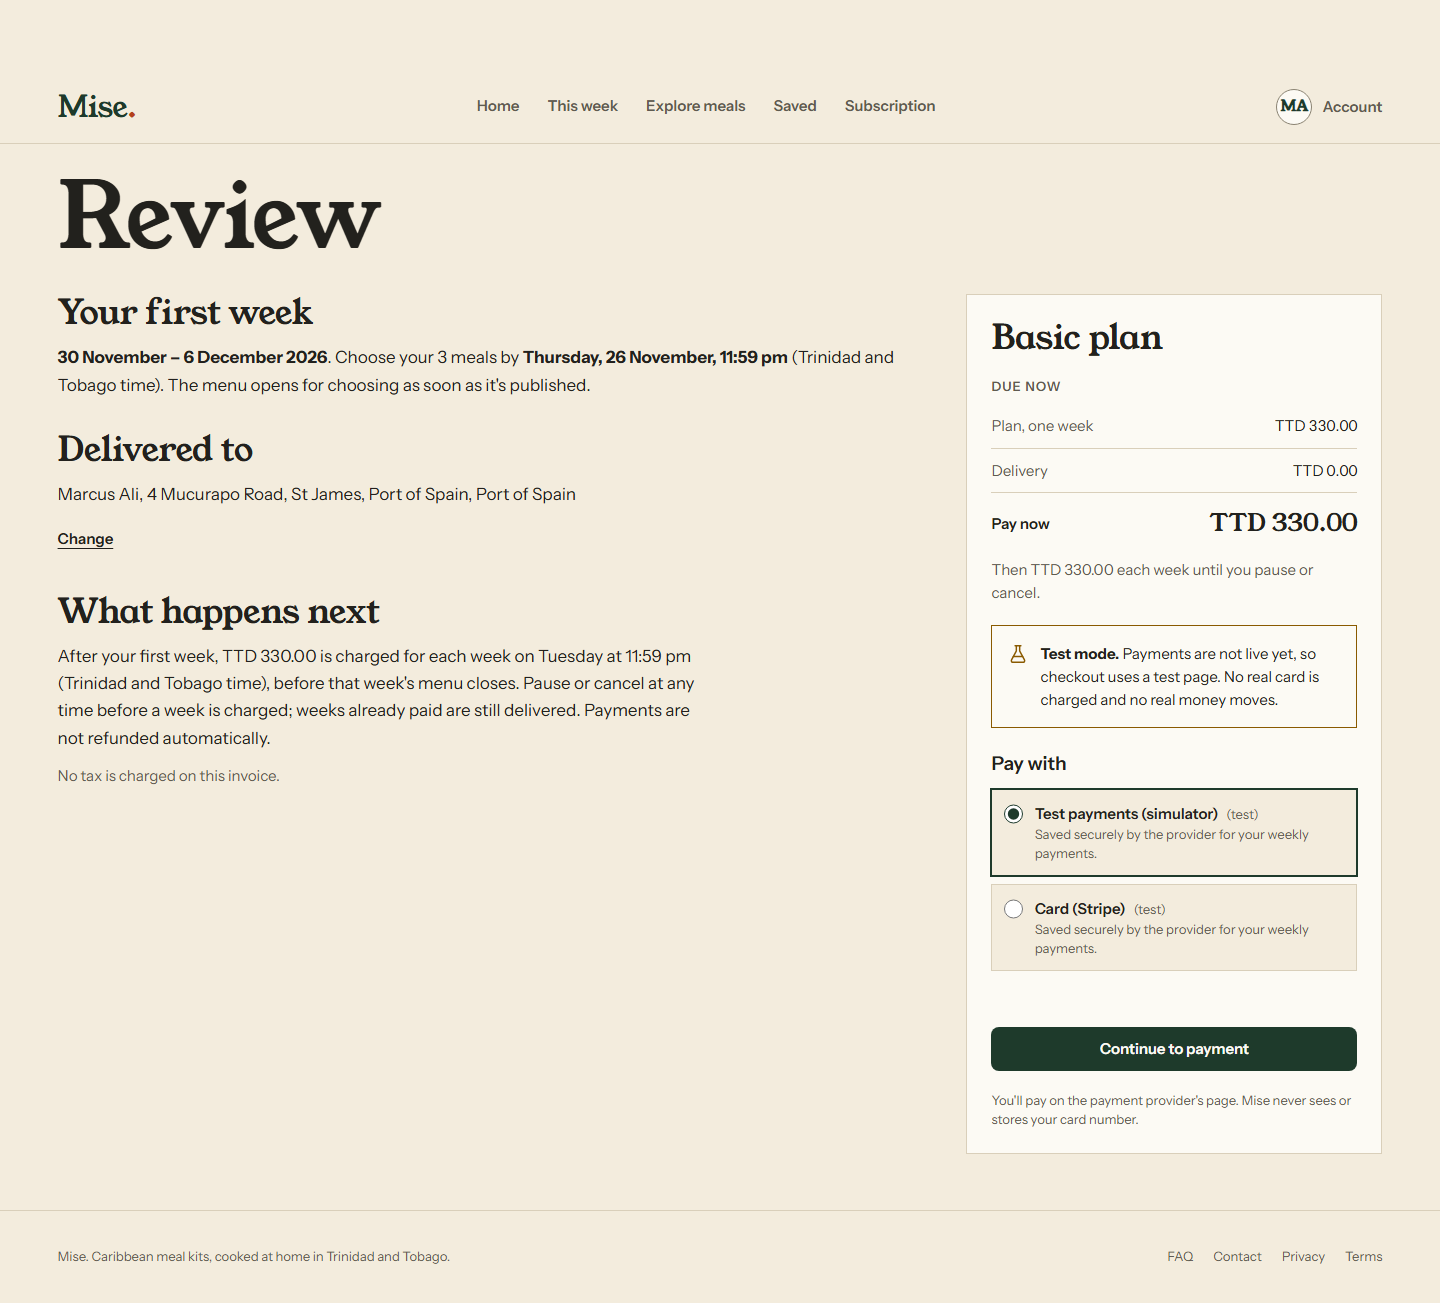 Mise.
Home
This week
Explore meals
Saved
Subscription
MA
Account
Review
Your first week
30 November – 6 December 2026. Choose your 3 meals by Thursday, 26 November, 11:59 pm (Trinidad and
Tobago time). The menu opens for choosing as soon as it's published.
Delivered to
Marcus Ali, 4 Mucurapo Road, St James, Port of Spain, Port of Spain
Change
What happens next
After your first week, TTD 330.00 is charged for each week on Tuesday at 11:59 pm
(Trinidad and Tobago time), before that week's menu closes. Pause or cancel at any
time before a week is charged; weeks already paid are still delivered. Payments are
not refunded automatically.
No tax is charged on this invoice.
Basic plan
DUE NOW
Plan, one week TTD 330.00
Delivery TTD 0.00
Pay now TTD 330.00
Then TTD 330.00 each week until you pause or
cancel.
Test mode. Payments are not live yet, so
checkout uses a test page. No real card is
charged and no real money moves.
Pay with
Test payments (simulator) (test)
Saved securely by the provider for your weekly
payments.
Card (Stripe) (test)
Saved securely by the provider for your weekly
payments.
Continue to payment
You'll pay on the payment provider's page. Mise never sees or
stores your card number.
Mise. Caribbean meal kits, cooked at home in Trinidad and Tobago.
FAQ
Contact
Privacy
Terms